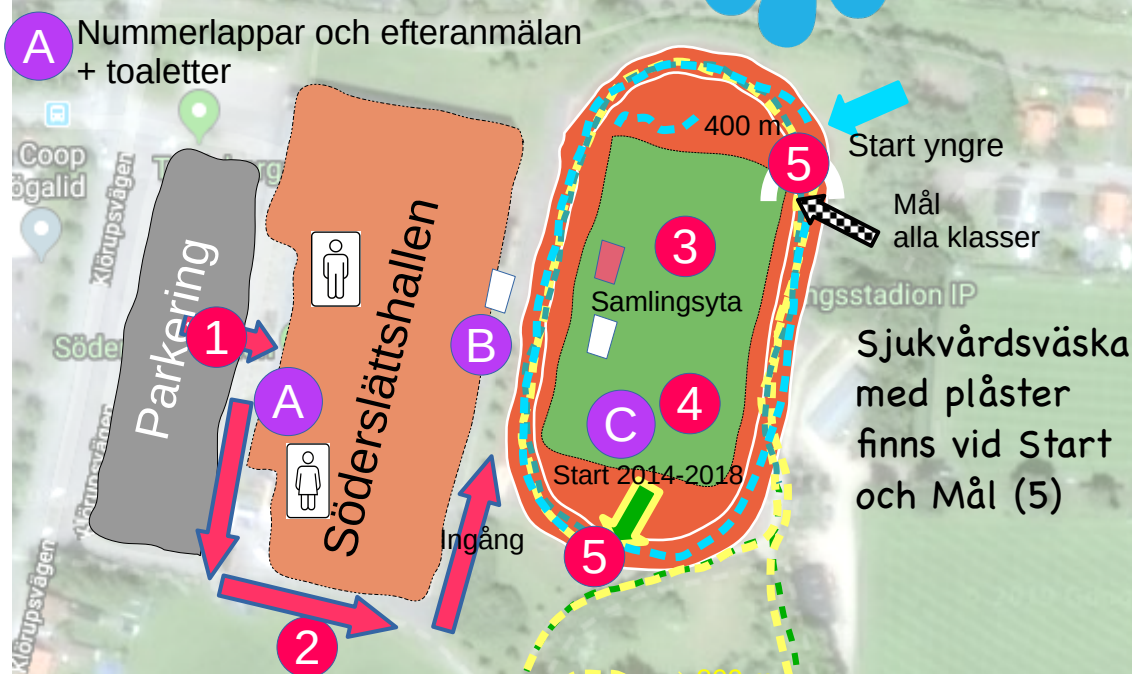 A
Nummerlappar och efteranmälan
+ toaletter
Coop
ögalid
Klörupsvägen
Parkering
1
A
Söderslättshallen
B
400 m
5
Start yngre
Mål
alla klasser
3
Samlingsyta
ngsstadion IP
Söde
C
4
Start 2014-2018
Sjukvårdsväska
med plåster
finns vid Start
och Mål (5)
Ingång
5
2
Klörupsvägen
Klörupsvägen